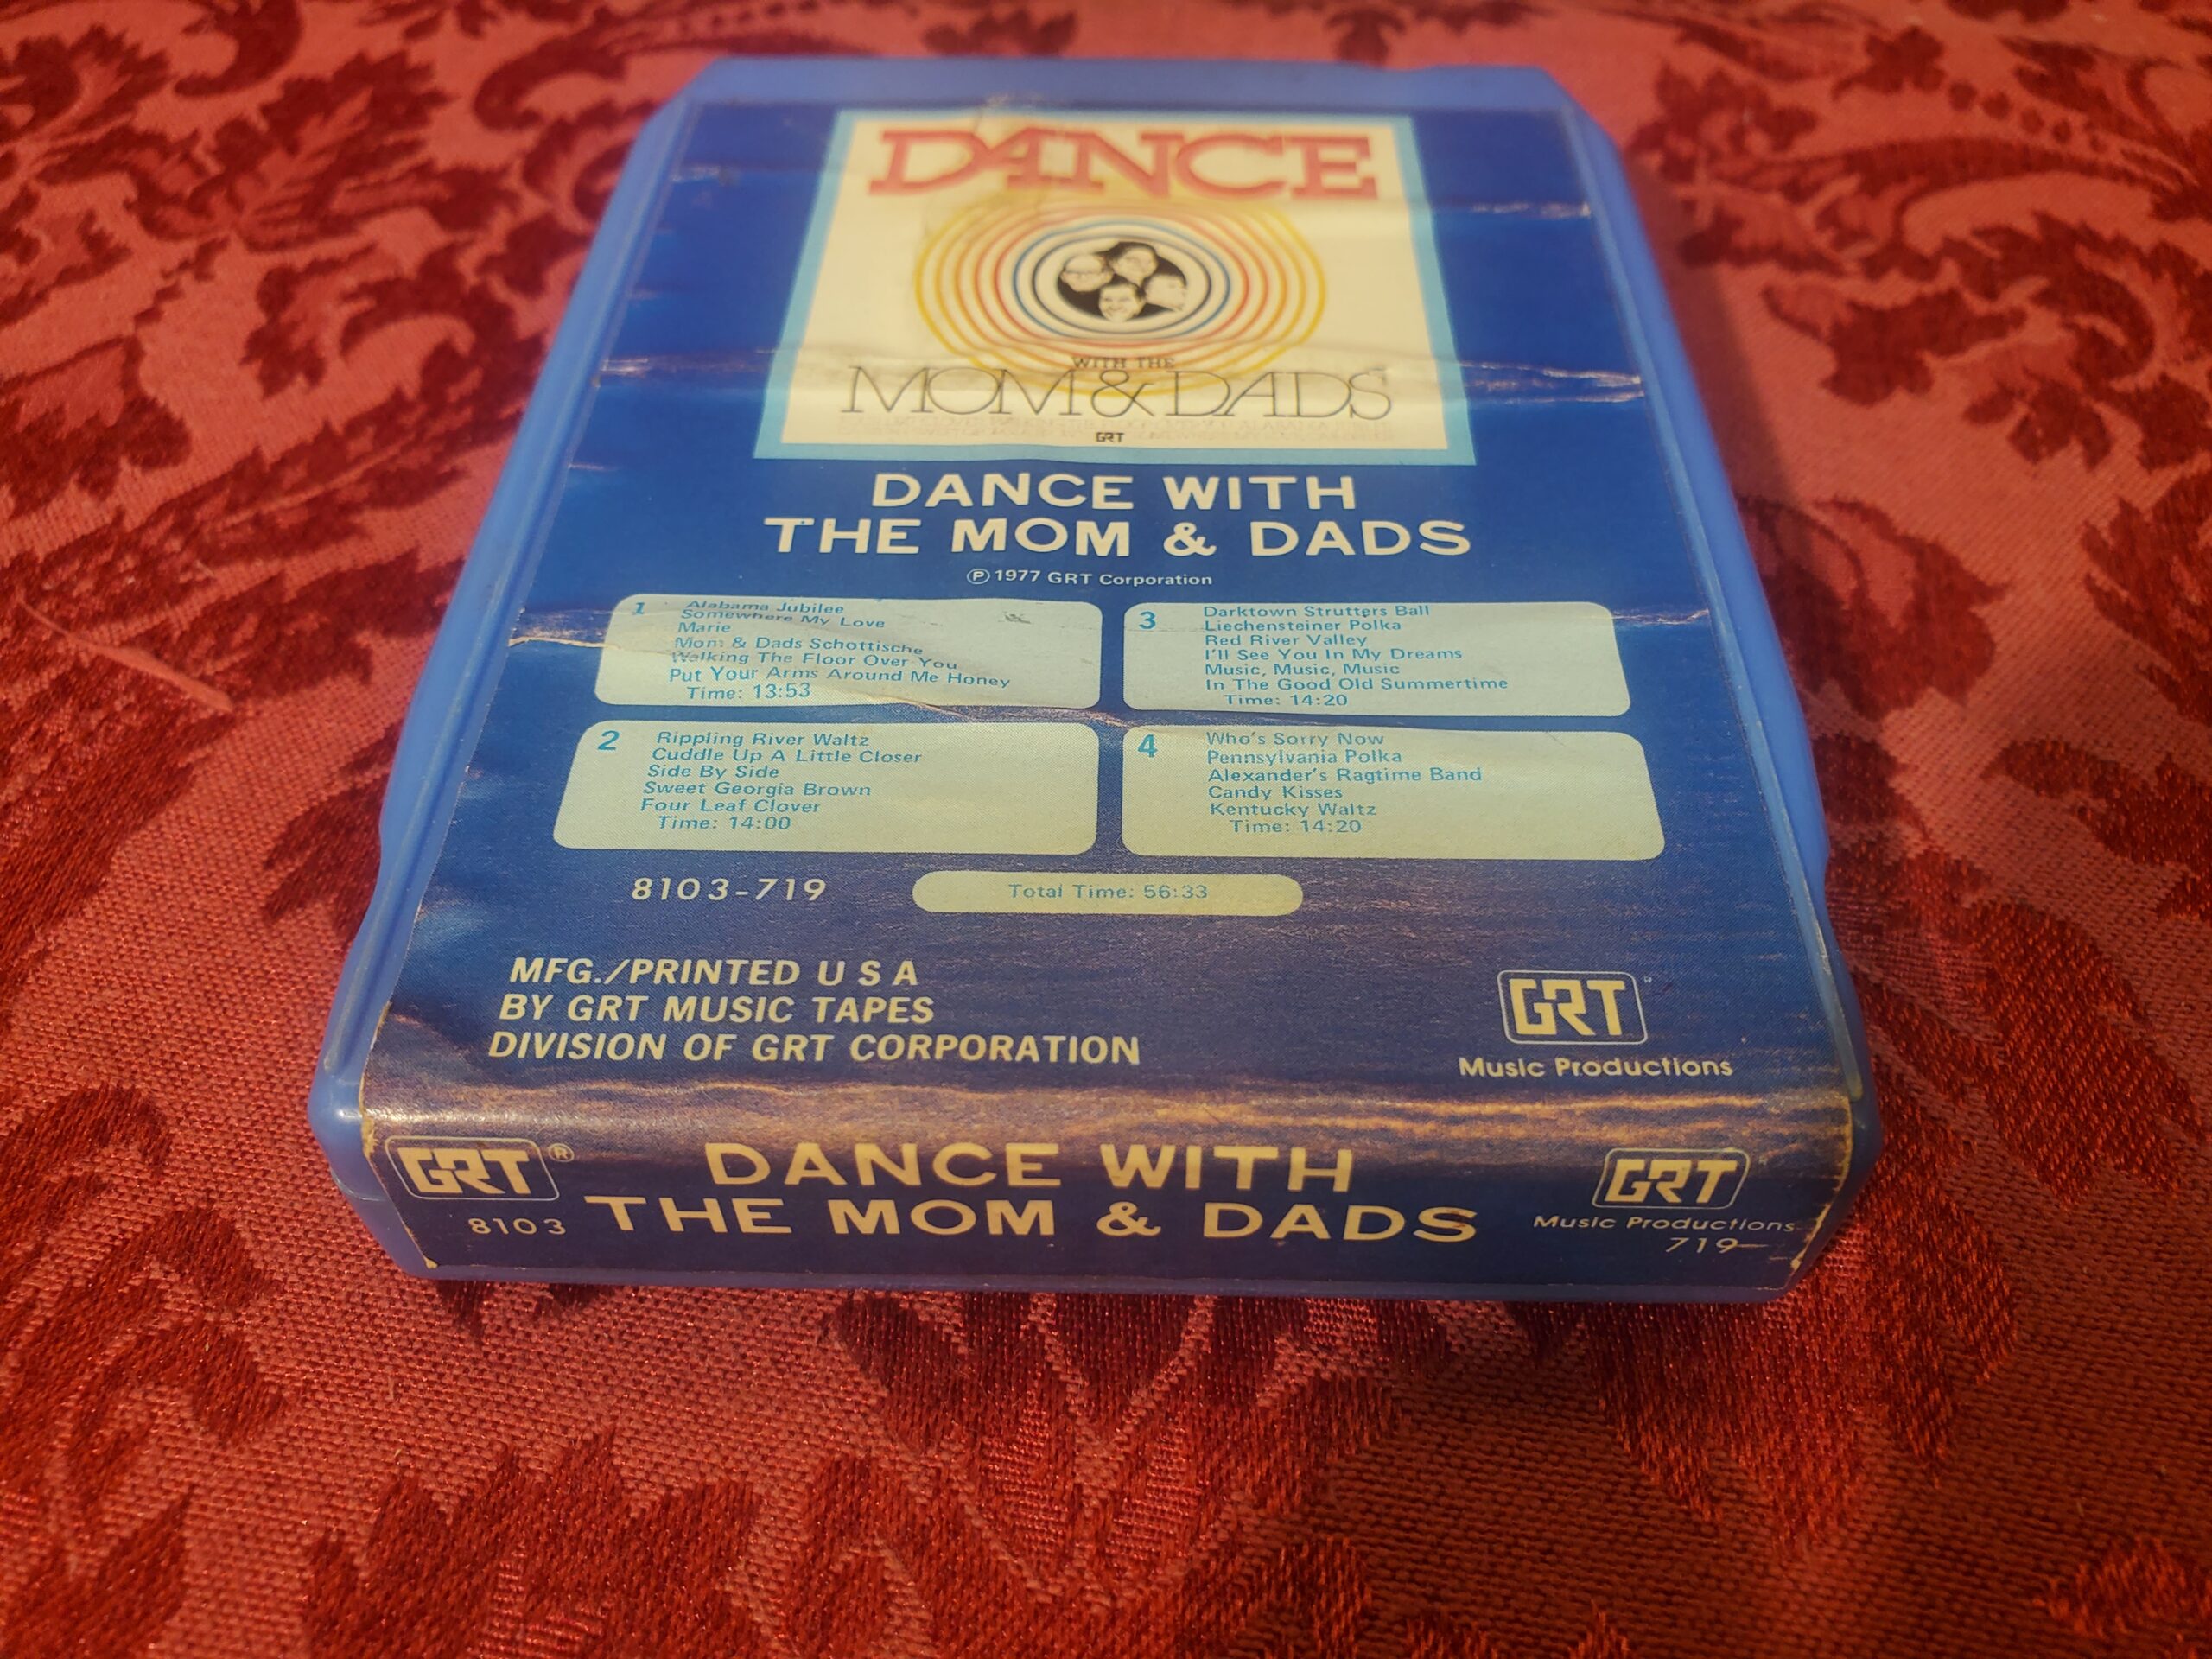 DANCE
WITH THE
MOM & DADS
GRT
DANCE WITH
THE MOM & DADS
Ⓟ 1977 GRT Corporation
1
Alabama Jubilee
Somewhere My Love
Marie
Mom & Dads Schottische
Walking The Floor Over You
Put Your Arms Around Me Honey
Time: 13:53
2
Rippling River Waltz
Cuddle Up A Little Closer
Side By Side
Sweet Georgia Brown
Four Leaf Clover
Time: 14:00
3
Darktown Strutters Ball
Liechensteiner Polka
Red River Valley
I'll See You In My Dreams
Music, Music, Music
In The Good Old Summertime
Time: 14:20
4
Who's Sorry Now
Pennsylvania Polka
Alexander's Ragtime Band
Candy Kisses
Kentucky Waltz
Time: 14:20
8103-719
Total Time: 56:33
MFG./PRINTED U S A
BY GRT MUSIC TAPES
DIVISION OF GRT CORPORATION
GRT
Music Productions
GRT®
8103
DANCE WITH
THE MOM & DADS
GRT
Music Productions
719